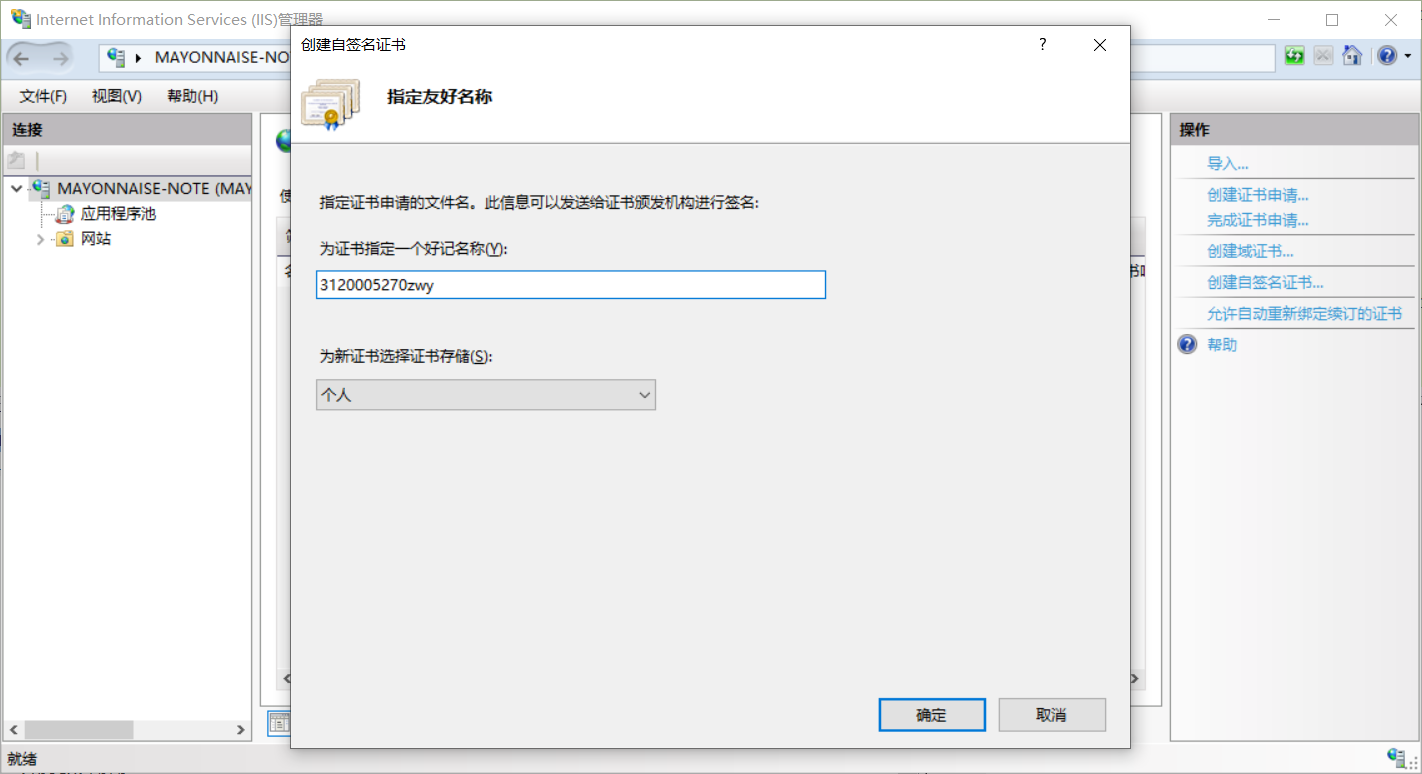 Internet Information Services (IIS)管理器
MAYONNAISE-NO
文件(F) 视图(V) 帮助(H)
连接
MAYONNAISE-NOTE (MAY
应用程序池
网站
创建自签名证书
?
指定友好名称
指定证书申请的文件名。此信息可以发送给证书颁发机构进行签名:
为证书指定一个好记名称(Y):
3120005270zwy
为新证书选择证书存储(S):
个人
确定 取消
操作
导入...
创建证书申请...
完成证书申请...
创建域证书...
创建自签名证书...
允许自动重新绑定续订的证书
帮助
就绪